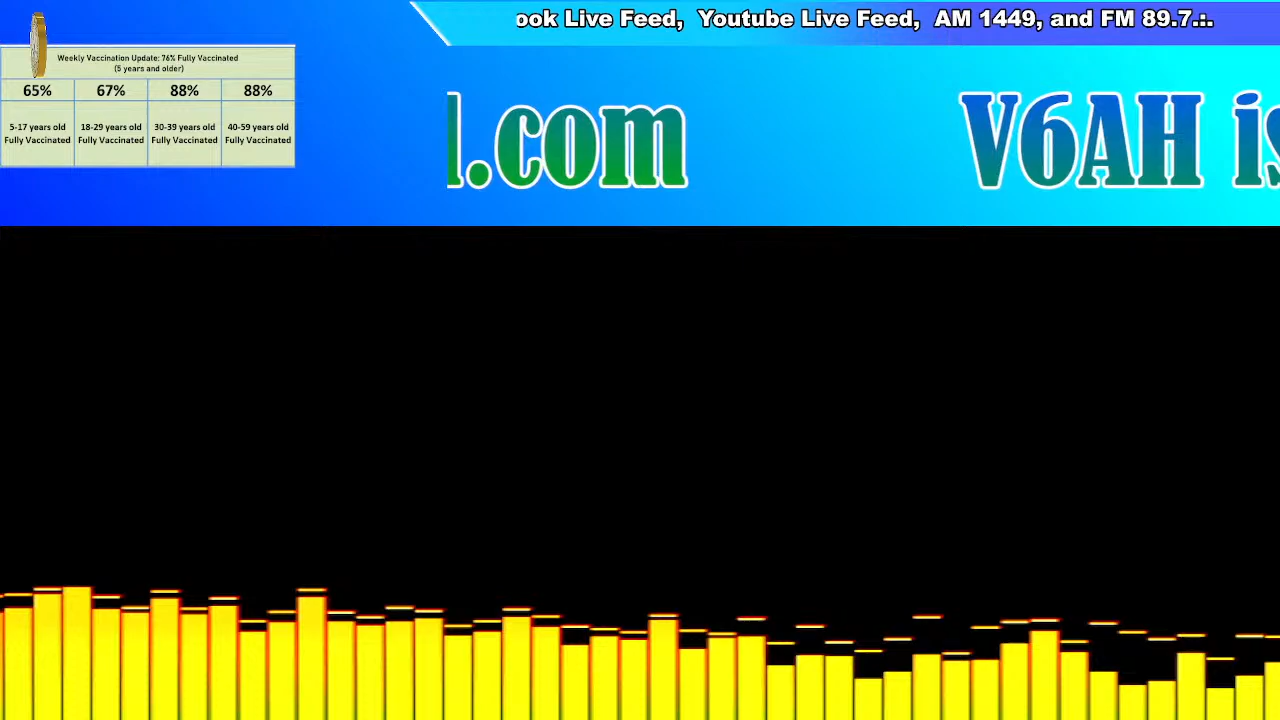 ook Live Feed, Youtube Live Feed, AM 1449, and FM 89.7.:.
Weekly Vaccination Update: 76% Fully Vaccinated
(5 years and older)
65% 67% 88% 88%
5-17 years old 18-29 years old 30-39 years old 40-59 years old
Fully Vaccinated Fully Vaccinated Fully Vaccinated Fully Vaccinated
l.com V6AH is